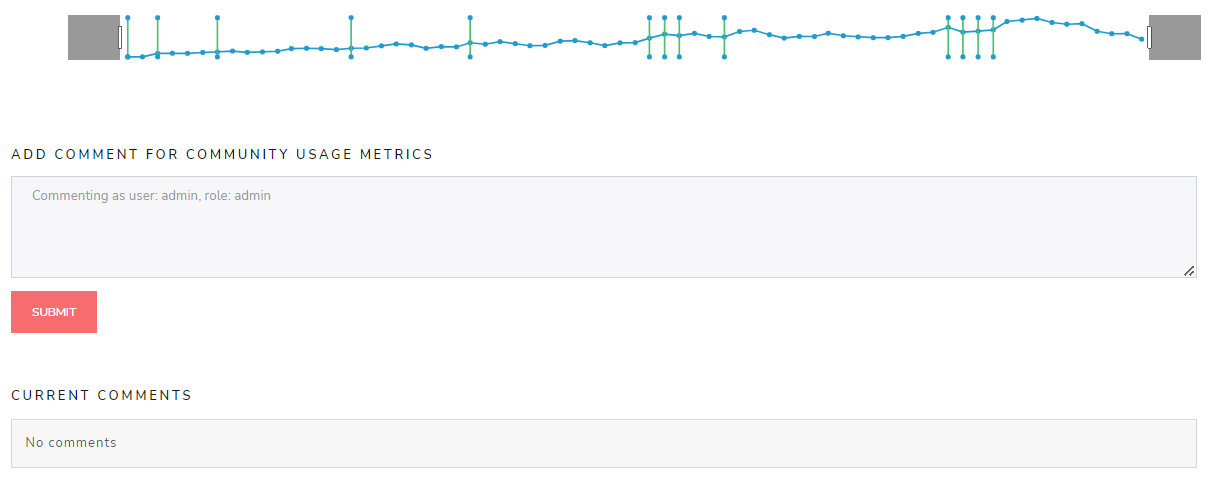 ADD COMMENT FOR COMMUNITY USAGE METRICS
Commenting as user: admin, role: admin
SUBMIT
CURRENT COMMENTS
No comments